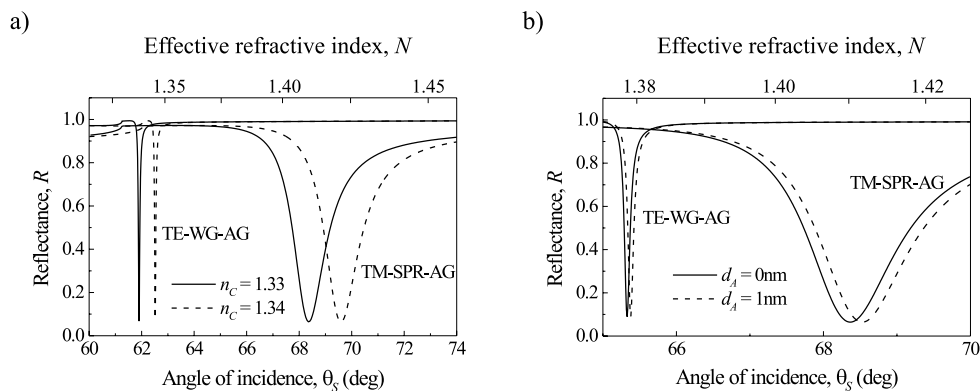 a)
Effective refractive index, N
1.35 1.40 1.45
1.0
0.8
0.6
0.4
0.2
0.0
Reflectance, R
TE-WG-AG
TM-SPR-AG
n_C = 1.33
n_C = 1.34
60 62 64 66 68 70 72 74
Angle of incidence, θ_S (deg)
b)
Effective refractive index, N
1.38 1.40 1.41 1.42
1.0
0.8
0.6
0.4
0.2
0.0
Reflectance, R
TM-SPR-AG
TE-WG-AG
d_A = 0nm
d_A = 1nm
66 68 70
Angle of incidence, θ_S (deg)